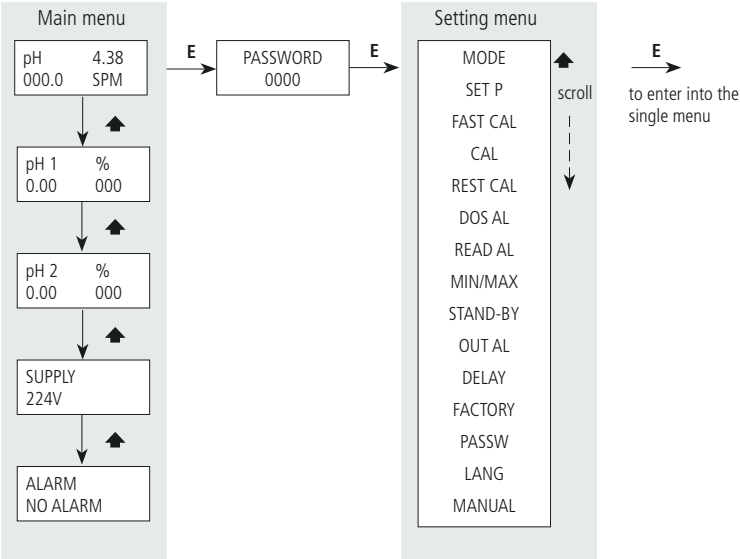 Main menu
pH 4.38
000.0 SPM
pH 1 %
0.00 000
pH 2 %
0.00 000
SUPPLY
224V
ALARM
NO ALARM
E
PASSWORD
0000
E
Setting menu
MODE
SET P
FAST CAL
CAL
REST CAL
DOS AL
READ AL
MIN/MAX
STAND-BY
OUT AL
DELAY
FACTORY
PASSW
LANG
MANUAL
scroll
E
to enter into the
single menu